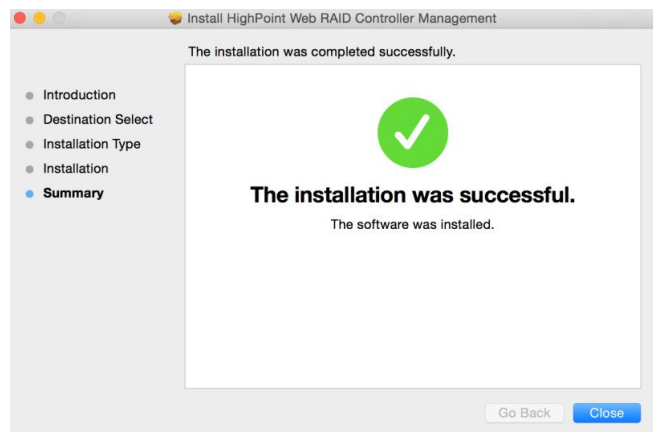 Install HighPoint Web RAID Controller Management
The installation was completed successfully.
Introduction
Destination Select
Installation Type
Installation
Summary
The installation was successful.
The software was installed.
Go Back
Close